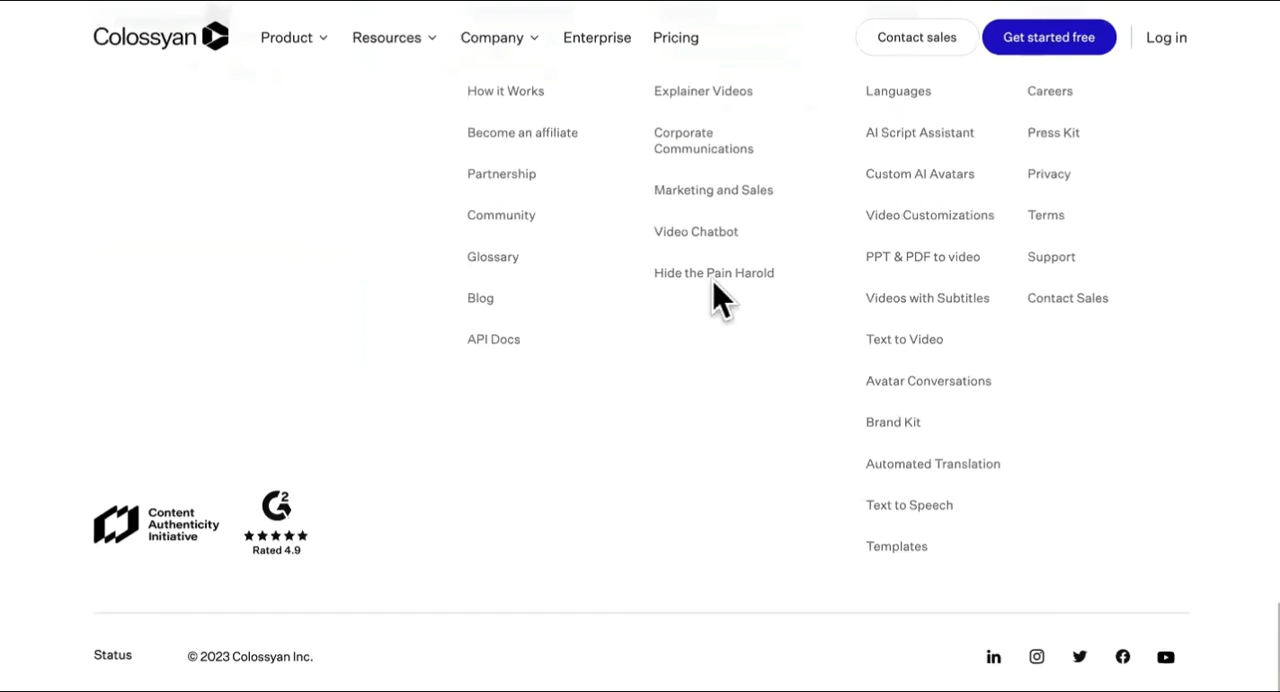 Colossyan
Product
Resources
Company
Enterprise
Pricing
Contact sales
Get started free
Log in
How it Works
Become an affiliate
Partnership
Community
Glossary
Blog
API Docs
Explainer Videos
Corporate
Communications
Marketing and Sales
Video Chatbot
Hide the Pain Harold
Languages
AI Script Assistant
Custom AI Avatars
Video Customizations
PPT & PDF to video
Videos with Subtitles
Text to Video
Avatar Conversations
Brand Kit
Automated Translation
Text to Speech
Templates
Careers
Press Kit
Privacy
Terms
Support
Contact Sales
Content
Authenticity
Initiative
G2
Rated 4.9
Status
© 2023 Colossyan Inc.